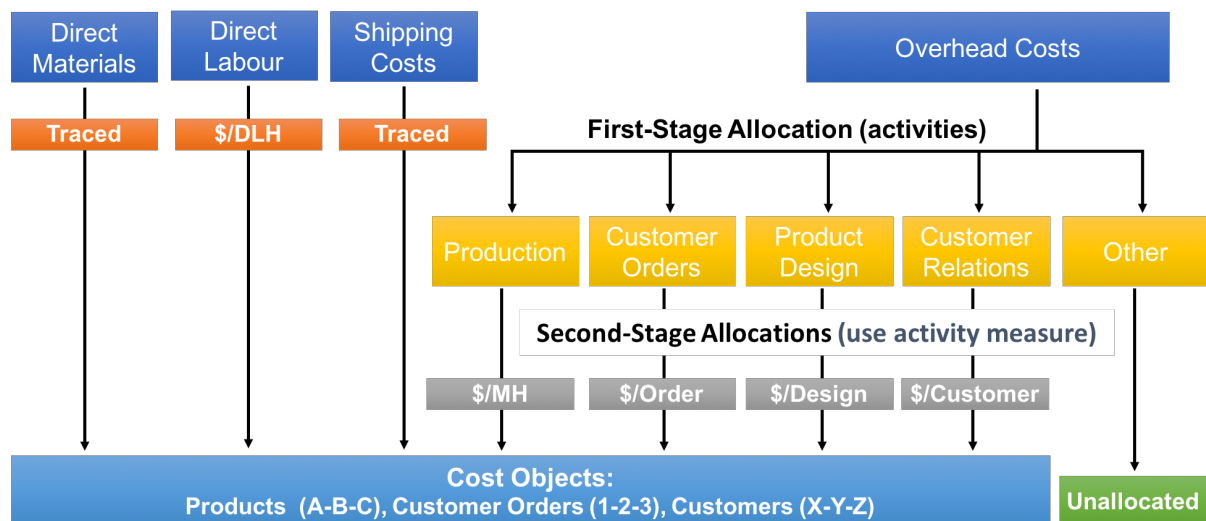 Direct
Materials
Direct
Labour
Shipping
Costs
Overhead Costs
Traced
$/DLH
Traced
First-Stage Allocation (activities)
Production
Customer
Orders
Product
Design
Customer
Relations
Other
Second-Stage Allocations (use activity measure)
$/MH
$/Order
$/Design
$/Customer
Cost Objects:
Products (A-B-C), Customer Orders (1-2-3), Customers (X-Y-Z)
Unallocated